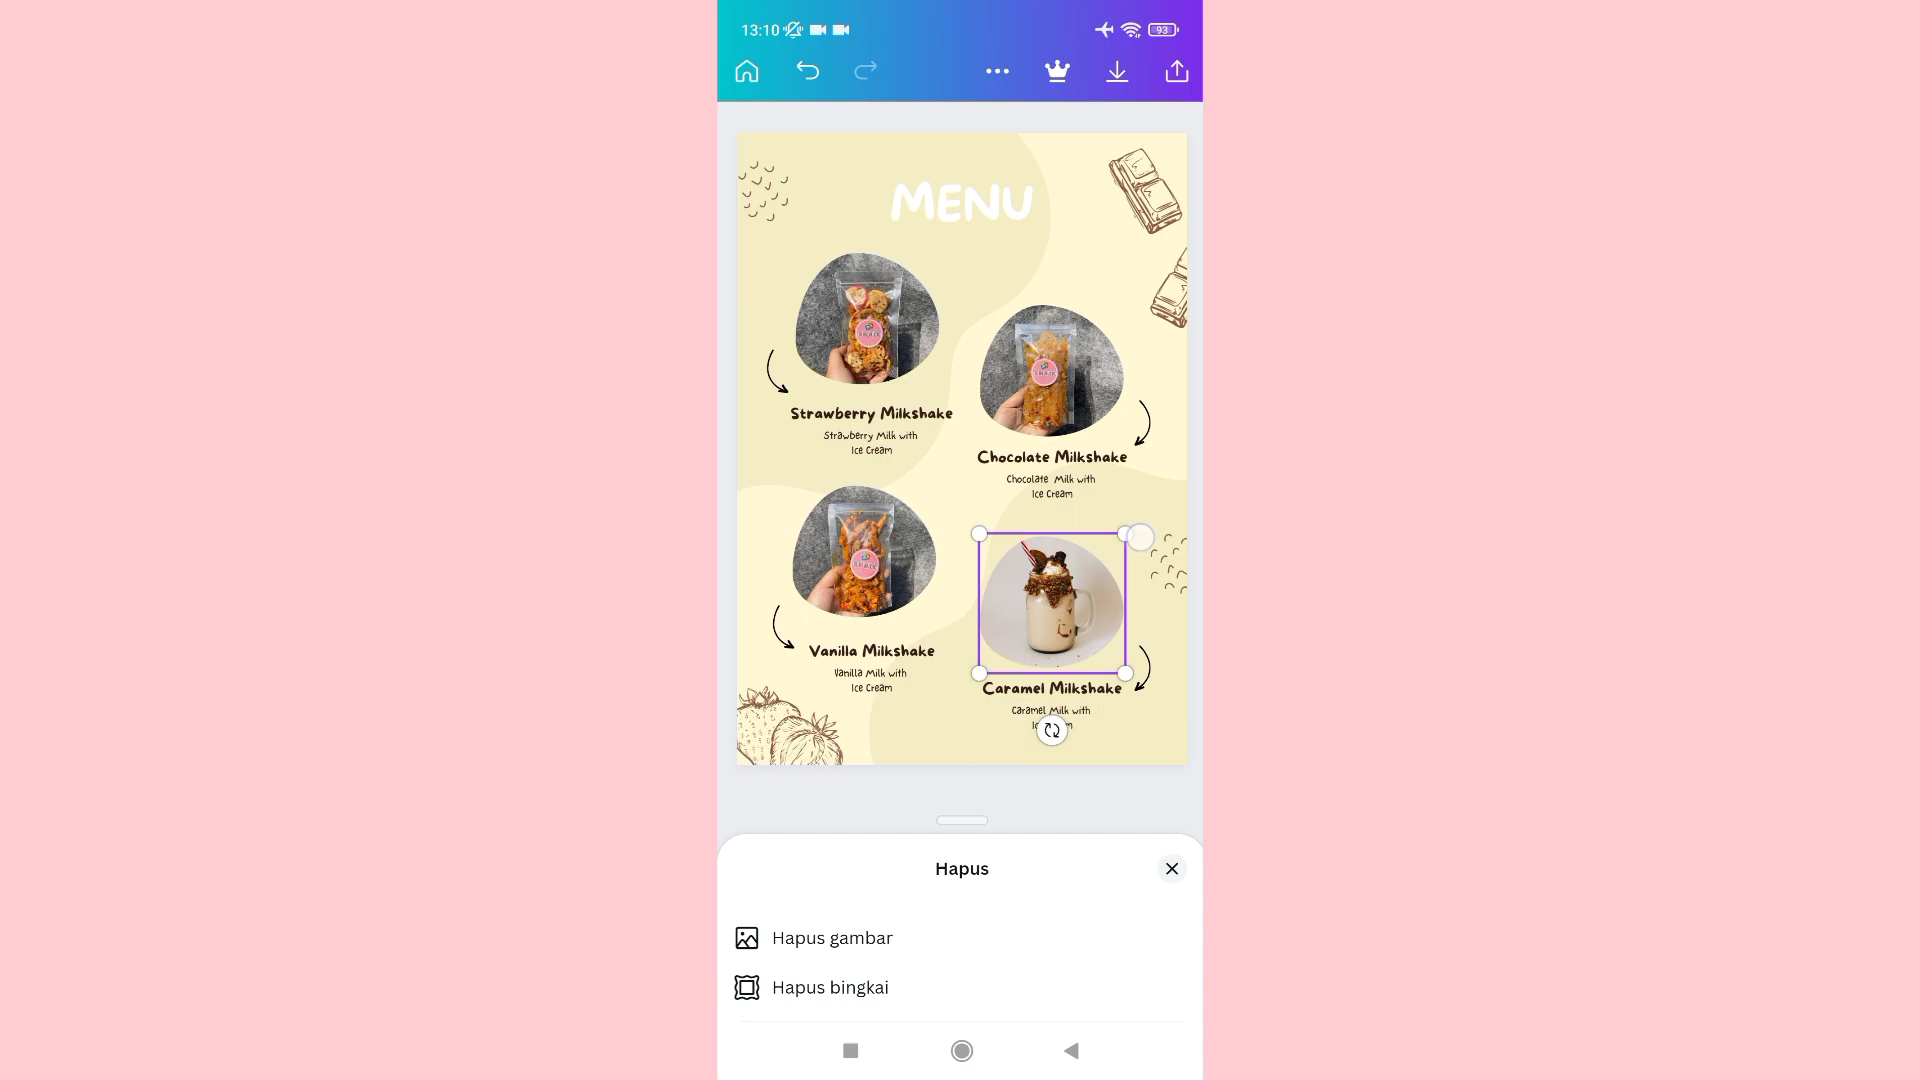 13:10
93
MENU
Strawberry Milkshake
Strawberry Milk with
Ice Cream
Chocolate Milkshake
Chocolate Milk with
Ice Cream
Vanilla Milkshake
Vanilla Milk with
Ice Cream
Caramel Milkshake
Caramel Milk with
Hapus
Hapus gambar
Hapus bingkai